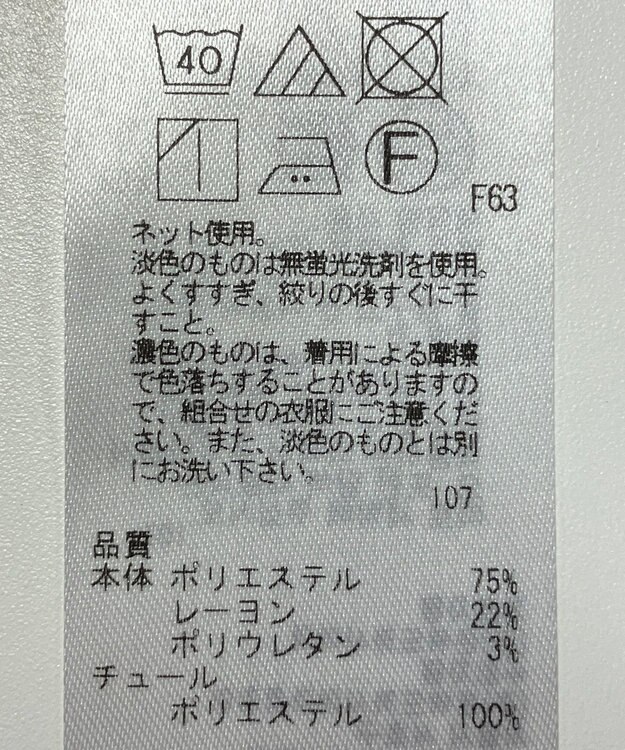 40
F
F63
ネット使用。
淡色のものは無蛍光洗剤を使用。
よくすすぎ、絞りの後すぐに干
すこと。
濃色のものは、着用による摩擦
で色落ちすることがありますの
で、組合せの衣服にご注意くだ
さい。また、淡色のものとは別
にお洗い下さい。
107
品質
本体 ポリエステル 75%
レーヨン 22%
ポリウレタン 3%
チュール
ポリエステル 100%